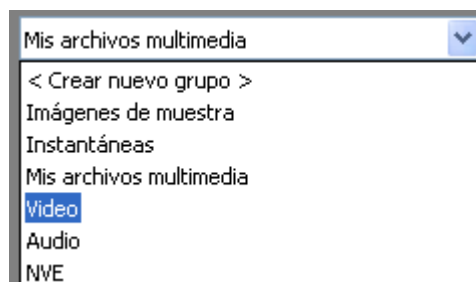 Mis archivos multimedia
< Crear nuevo grupo >
Imágenes de muestra
Instantáneas
Mis archivos multimedia
Video
Audio
NVE